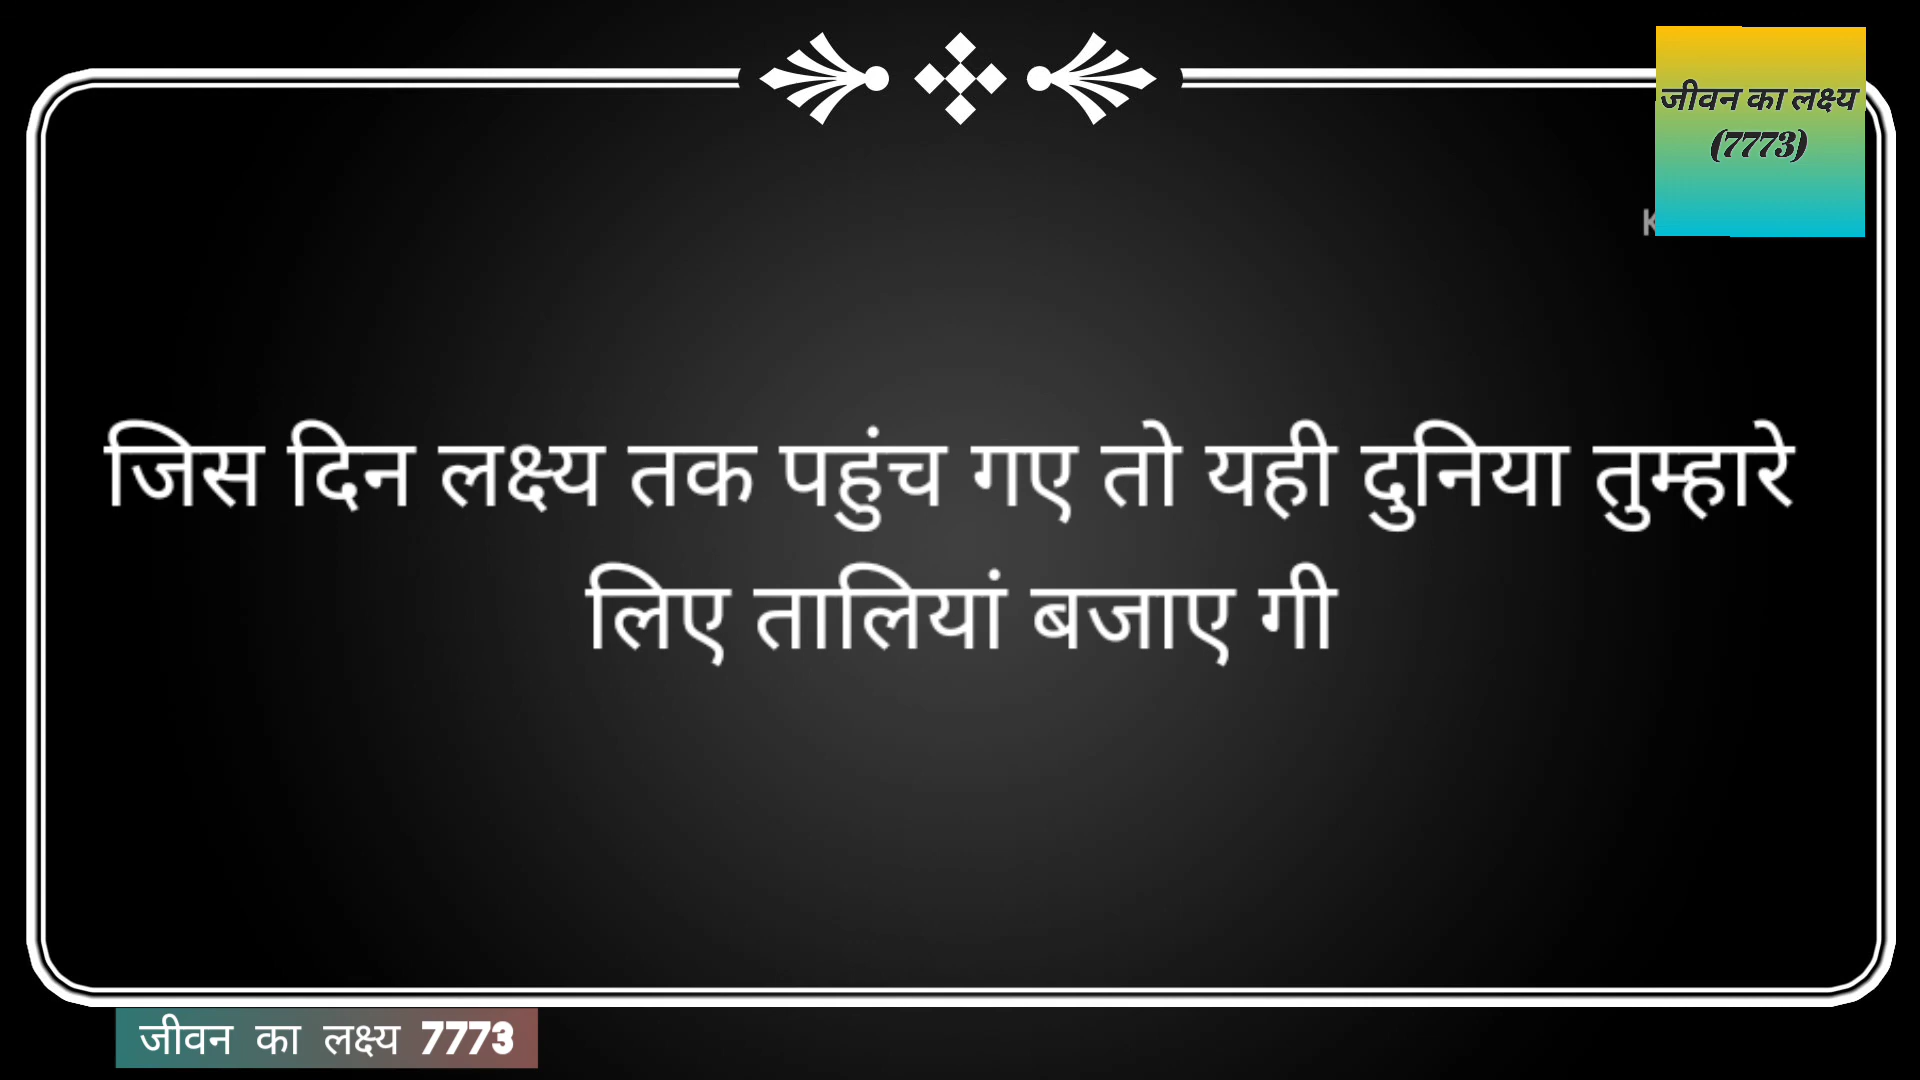 जीवन का लक्ष्य
(7773)
जिस दिन लक्ष्य तक पहुंच गए तो यही दुनिया तुम्हारे
लिए तालियां बजाए गी
जीवन का लक्ष्य 7773